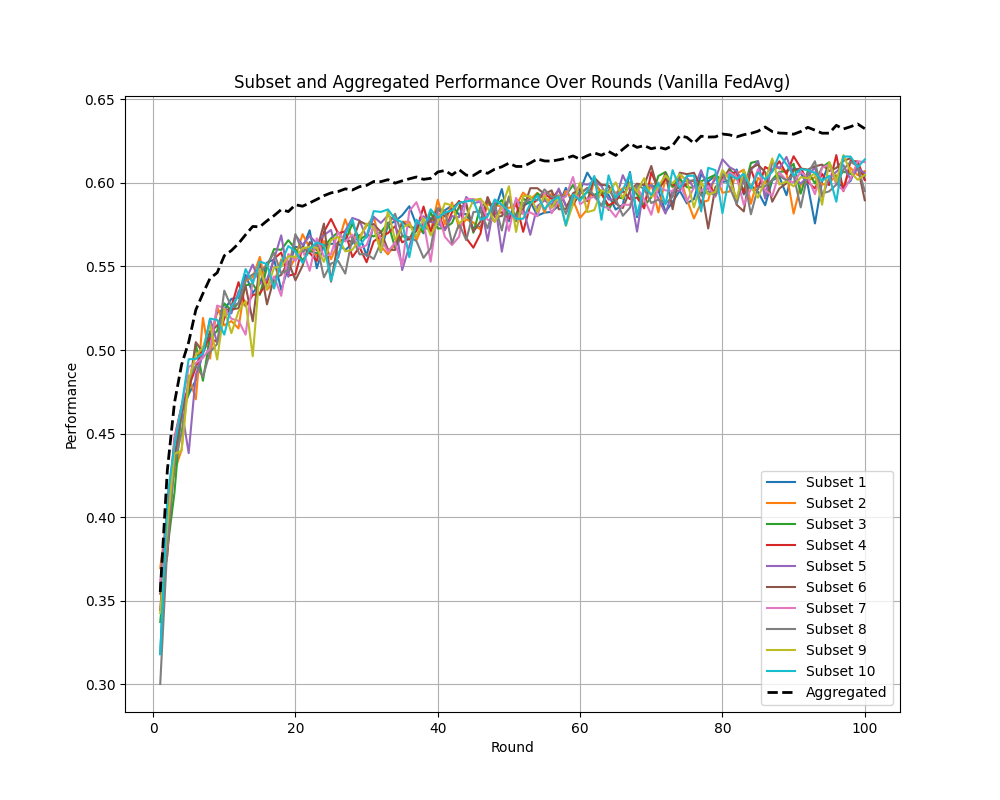 Subset and Aggregated Performance Over Rounds (Vanilla FedAvg)
0.65
0.60
0.55
0.50
0.45
0.40
0.35
0.30
Performance
0
20
40
60
80
100
Round
Subset 1
Subset 2
Subset 3
Subset 4
Subset 5
Subset 6
Subset 7
Subset 8
Subset 9
Subset 10
Aggregated